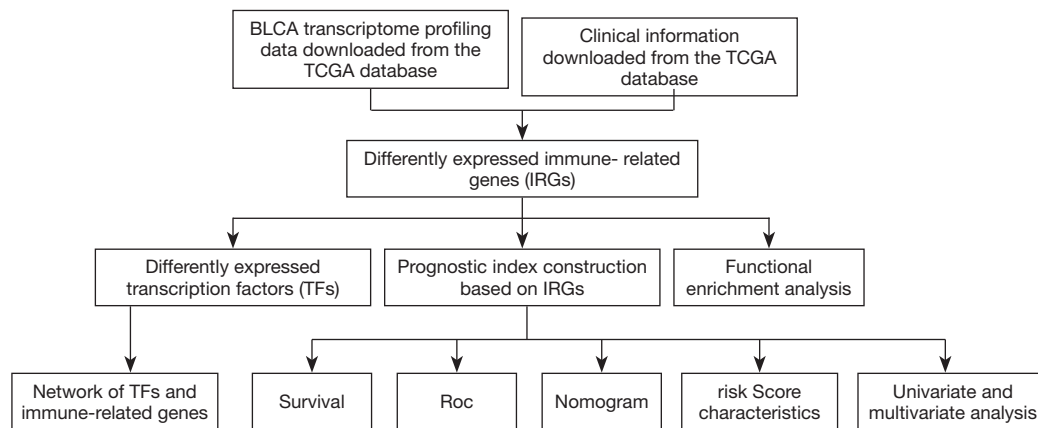 BLCA transcriptome profiling
data downloaded from the
TCGA database
Clinical information
downloaded from the TCGA
database
Differently expressed immune- related
genes (IRGs)
Differently expressed
transcription factors (TFs)
Prognostic index construction
based on IRGs
Functional
enrichment analysis
Network of TFs and
immune-related genes
Survival
Roc
Nomogram
risk Score
characteristics
Univariate and
multivariate analysis